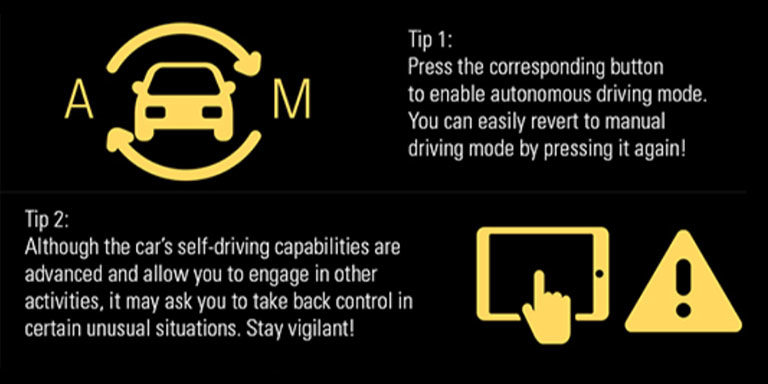 A
M
Tip 1:
Press the corresponding button
to enable autonomous driving mode.
You can easily revert to manual
driving mode by pressing it again!
Tip 2:
Although the car's self-driving capabilities are
advanced and allow you to engage in other
activities, it may ask you to take back control in
certain unusual situations. Stay vigilant!